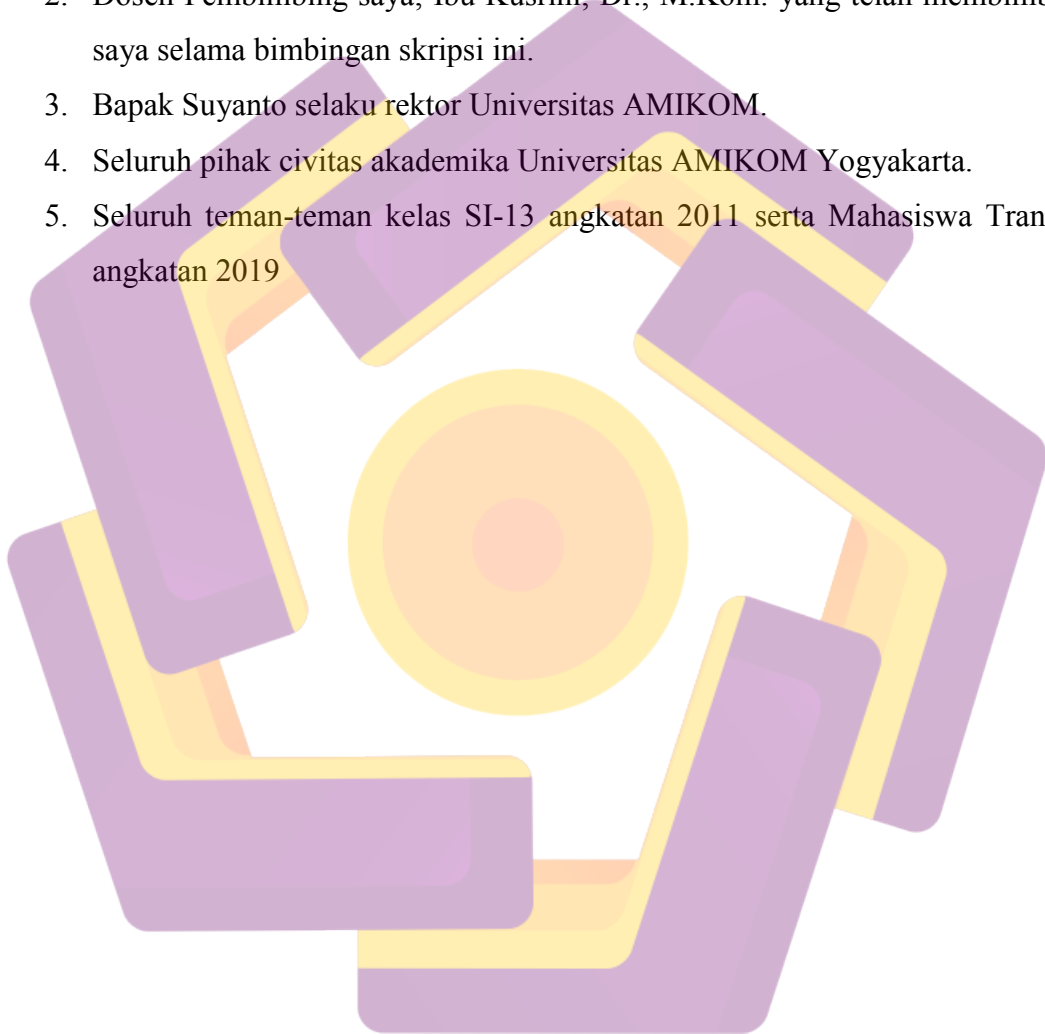 2. Dosen Pembimbing saya, Ibu Kusrini, Dr., M.Kom. yang telah
saya selama bimbingan skripsi ini.
3. Bapak Suyanto selaku rektor Universitas AMIKOM.
4. Seluruh pihak civitas akademika Universitas AMIKOM Yogyakarta.
5. Seluruh teman-teman kelas SI-13 angkatan 2011 serta Mahasiswa
angkatan 2019